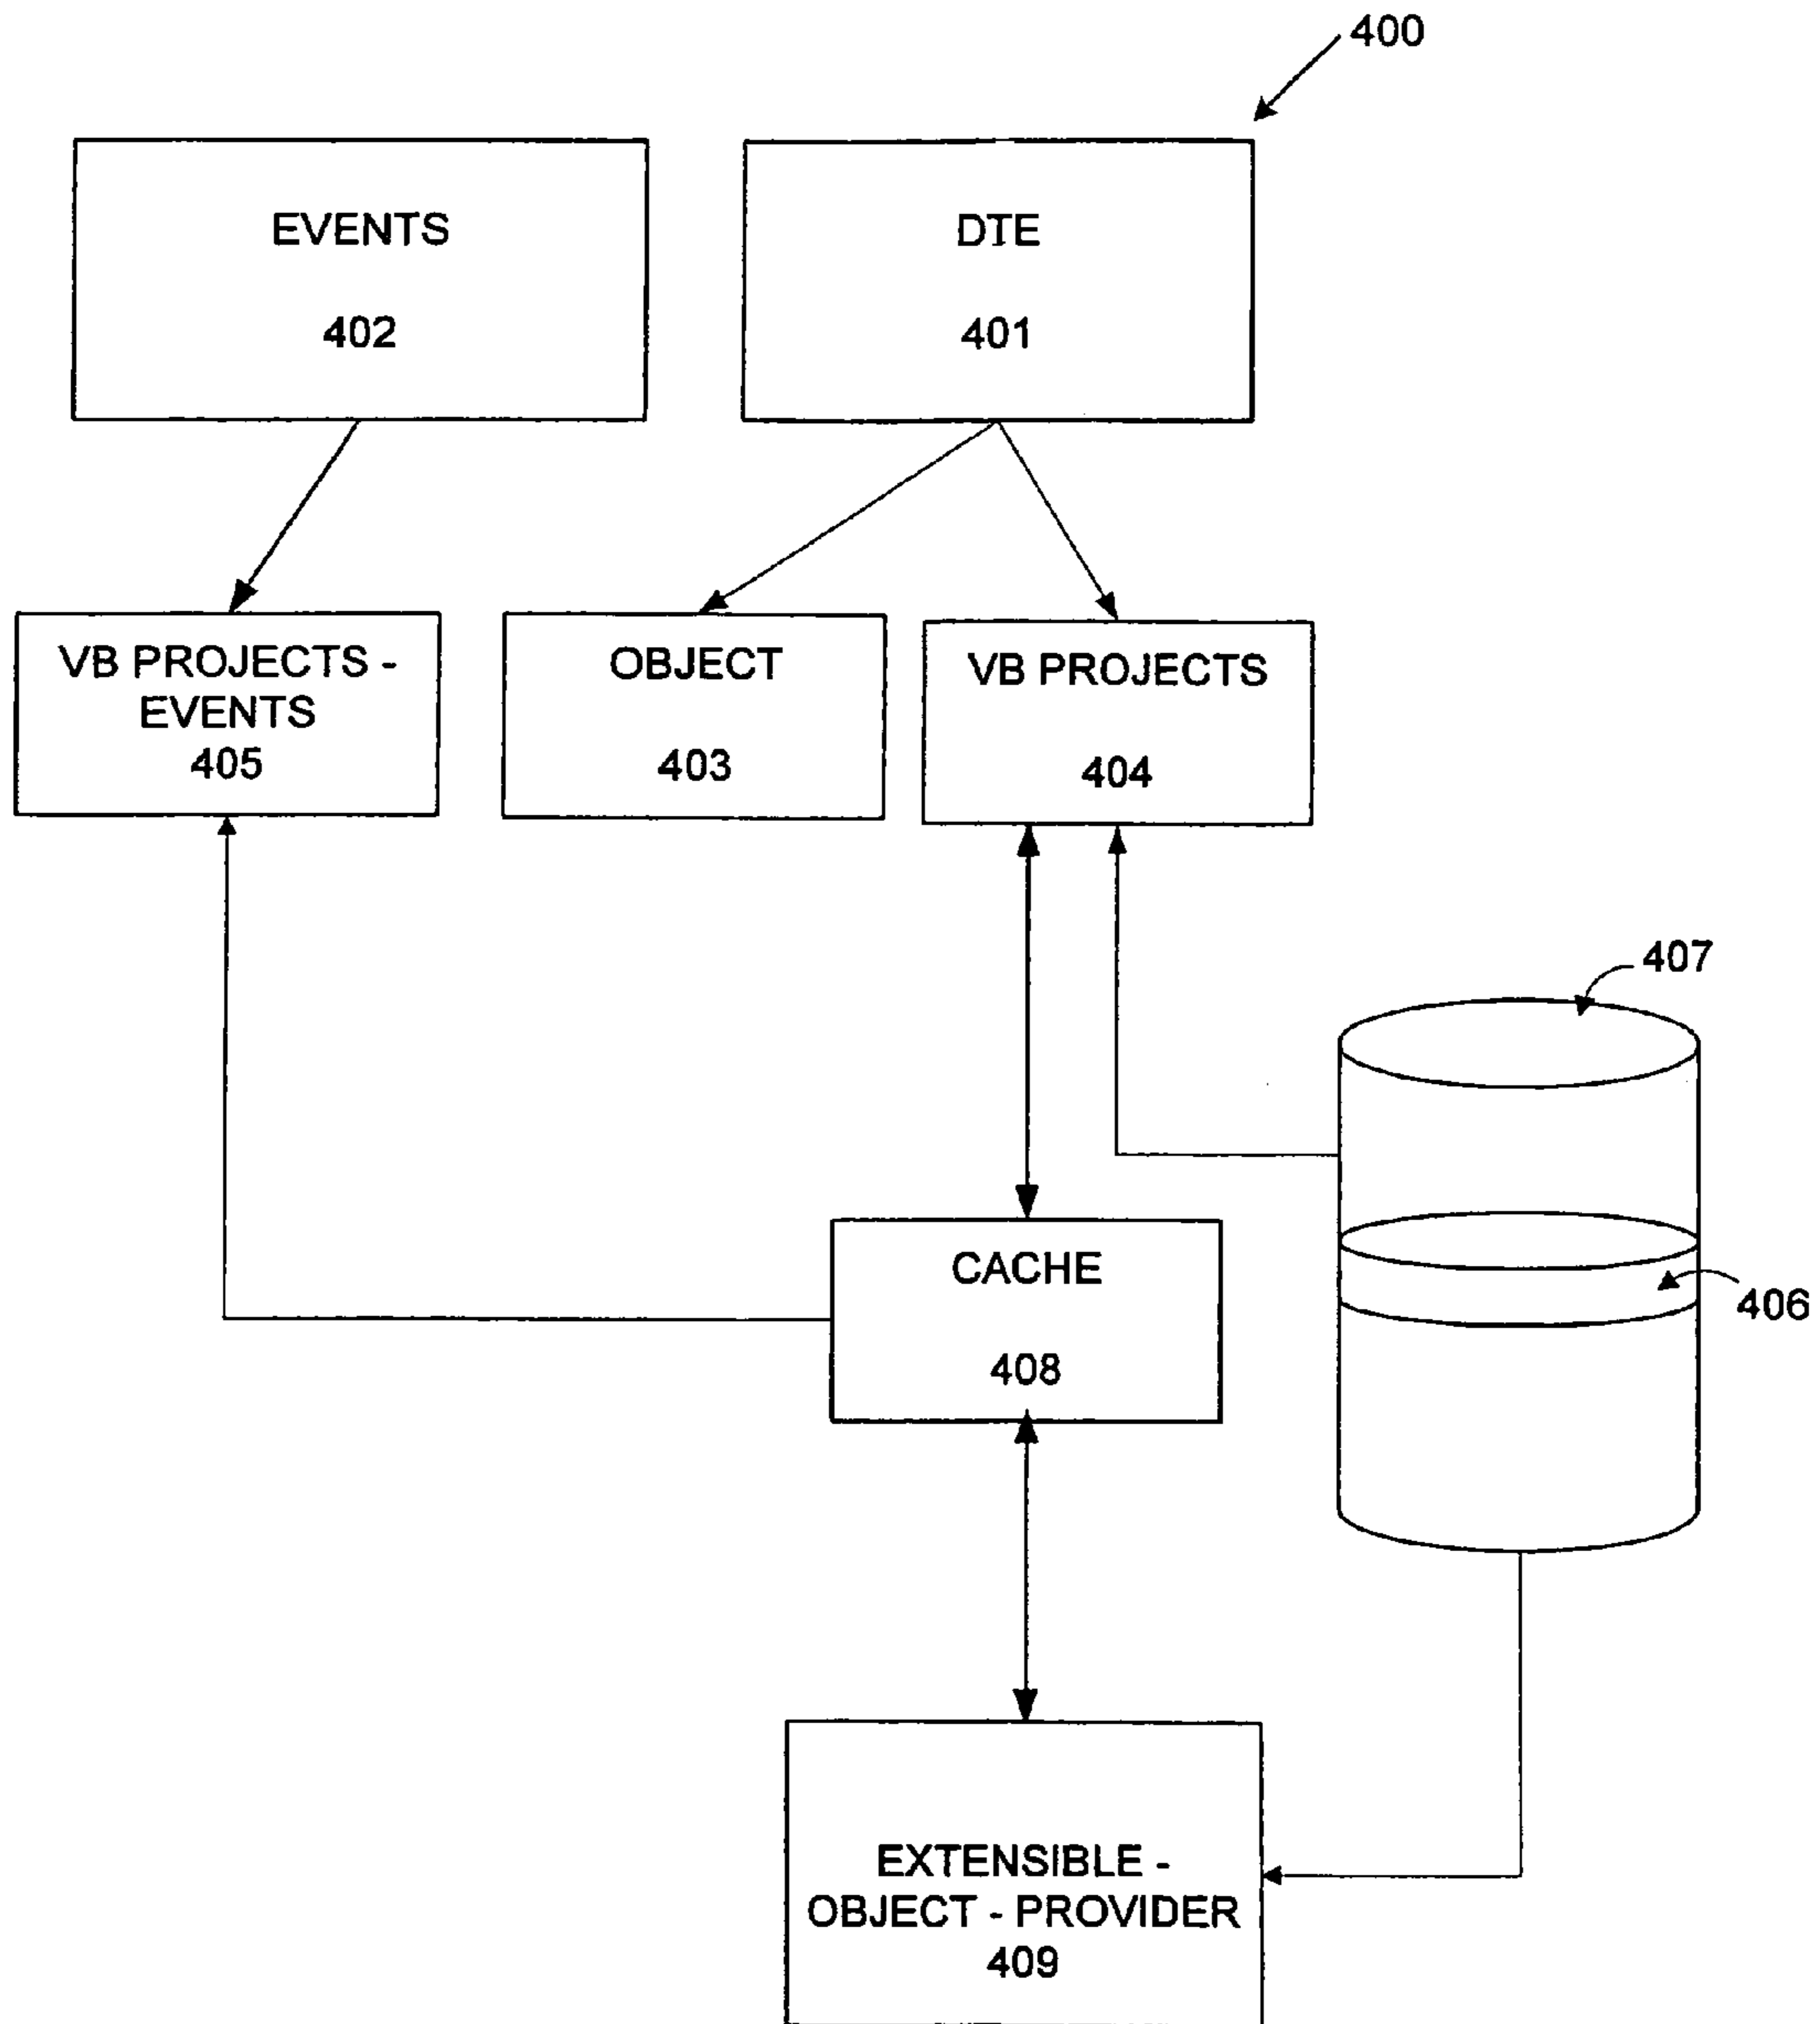 400
EVENTS
402
DTE
401
VB PROJECTS -
EVENTS
405
OBJECT
403
VB PROJECTS
404
407
406
CACHE
408
EXTENSIBLE -
OBJECT - PROVIDER
409